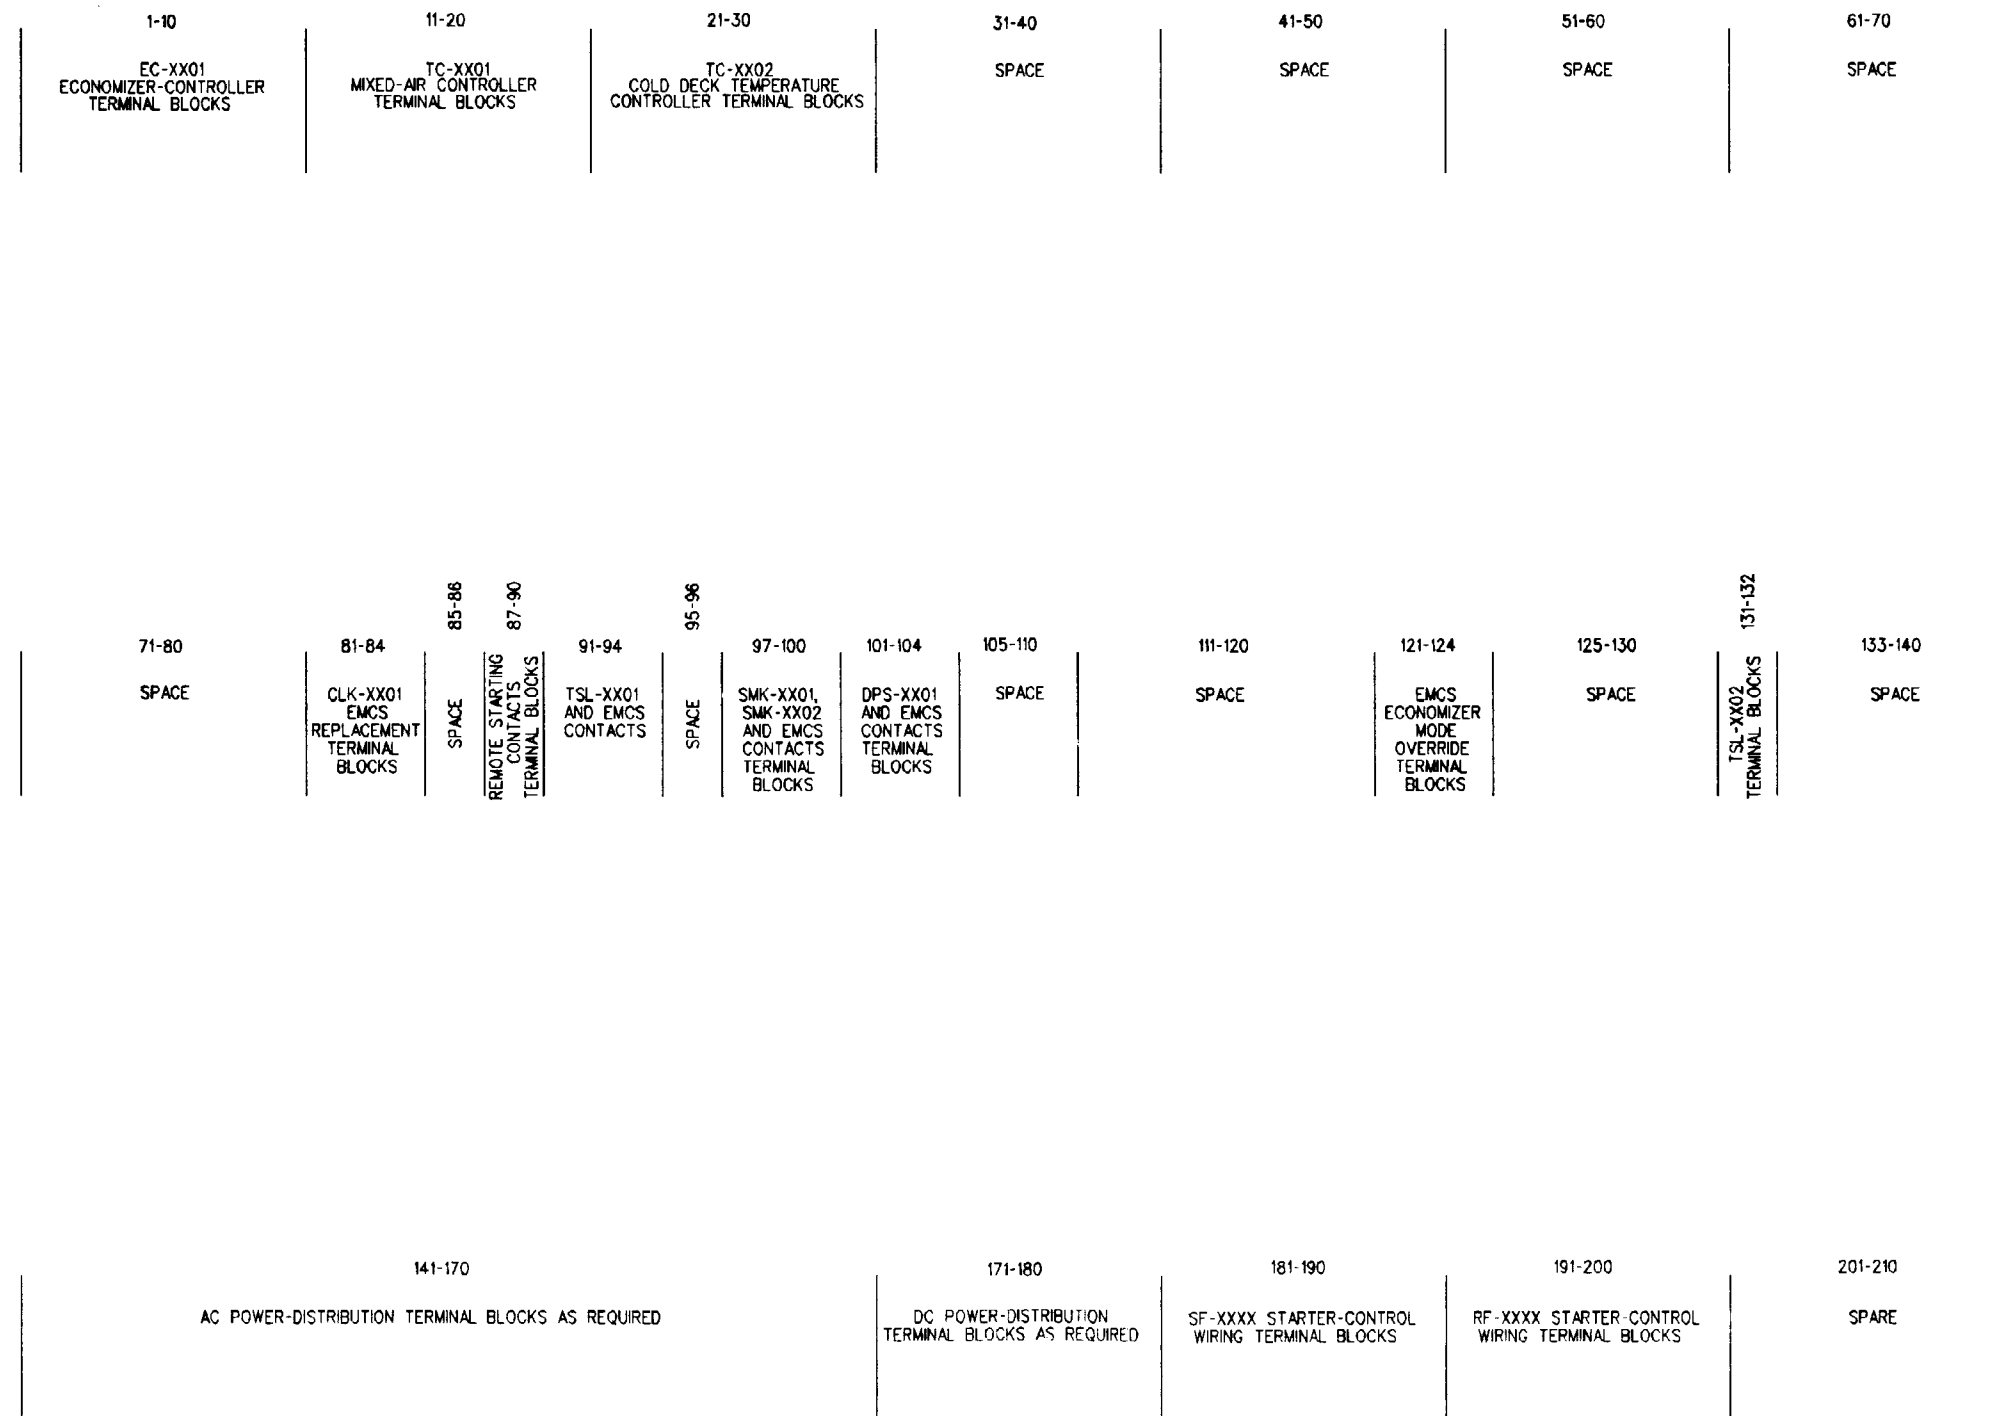 1-10
EC-XX01
ECONOMIZER-CONTROLLER
TERMINAL BLOCKS
11-20
TC-XX01
MIXED-AIR CONTROLLER
TERMINAL BLOCKS
21-30
TC-XX02
COLD DECK TEMPERATURE
CONTROLLER TERMINAL BLOCKS
31-40
SPACE
41-50
SPACE
51-60
SPACE
61-70
SPACE
71-80
SPACE
81-84
CLK-XX01
EMCS
REPLACEMENT
TERMINAL
BLOCKS
85-86
SPACE
87-90
REMOTE STARTING
CONTACTS
TERMINAL BLOCKS
91-94
TSL-XX01
AND EMCS
CONTACTS
95-96
SPACE
97-100
SMK-XX01,
SMK-XX02
AND EMCS
CONTACTS
TERMINAL
BLOCKS
101-104
DPS-XX01
AND EMCS
CONTACTS
TERMINAL
BLOCKS
105-110
SPACE
111-120
SPACE
121-124
EMCS
ECONOMIZER
MODE
OVERRIDE
TERMINAL
BLOCKS
125-130
SPACE
131-132
TSL-XX02
TERMINAL BLOCKS
133-140
SPACE
141-170
AC POWER-DISTRIBUTION TERMINAL BLOCKS AS REQUIRED
171-180
DC POWER-DISTRIBUTION
TERMINAL BLOCKS AS REQUIRED
181-190
SF-XXXX STARTER-CONTROL
WIRING TERMINAL BLOCKS
191-200
RF-XXXX STARTER-CONTROL
WIRING TERMINAL BLOCKS
201-210
SPARE